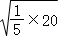 √(1/5 × 20)